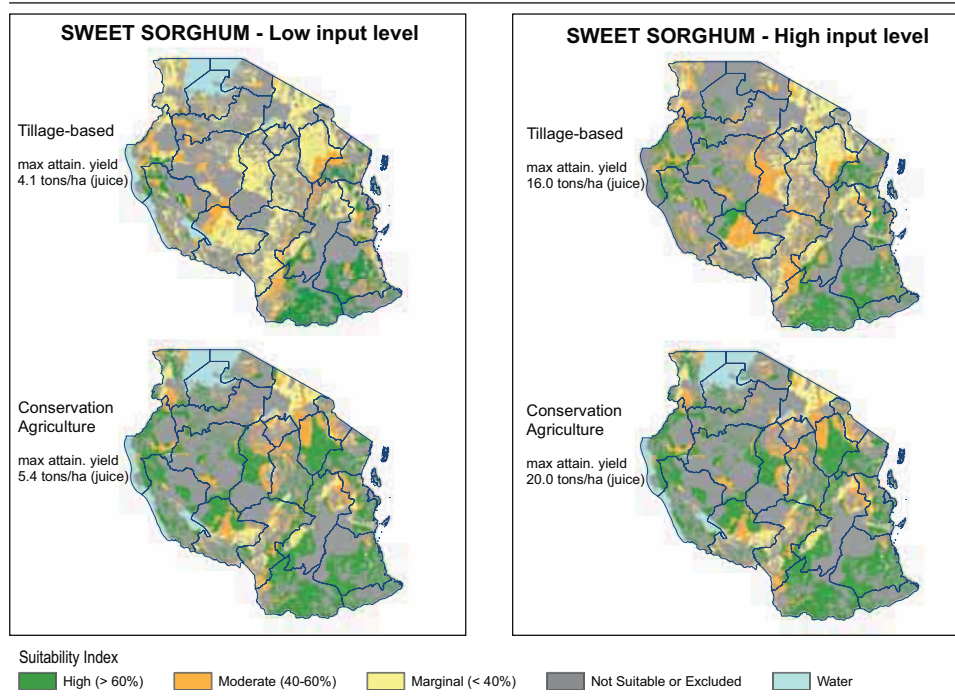 SWEET SORGHUM - Low input level
Tillage-based
max attain. yield
4.1 tons/ha (juice)
Conservation
Agriculture
max attain. yield
5.4 tons/ha (juice)
SWEET SORGHUM - High input level
Tillage-based
max attain. yield
16.0 tons/ha (juice)
Conservation
Agriculture
max attain. yield
20.0 tons/ha (juice)
Suitability Index
High (> 60%)
Moderate (40-60%)
Marginal (< 40%)
Not Suitable or Excluded
Water